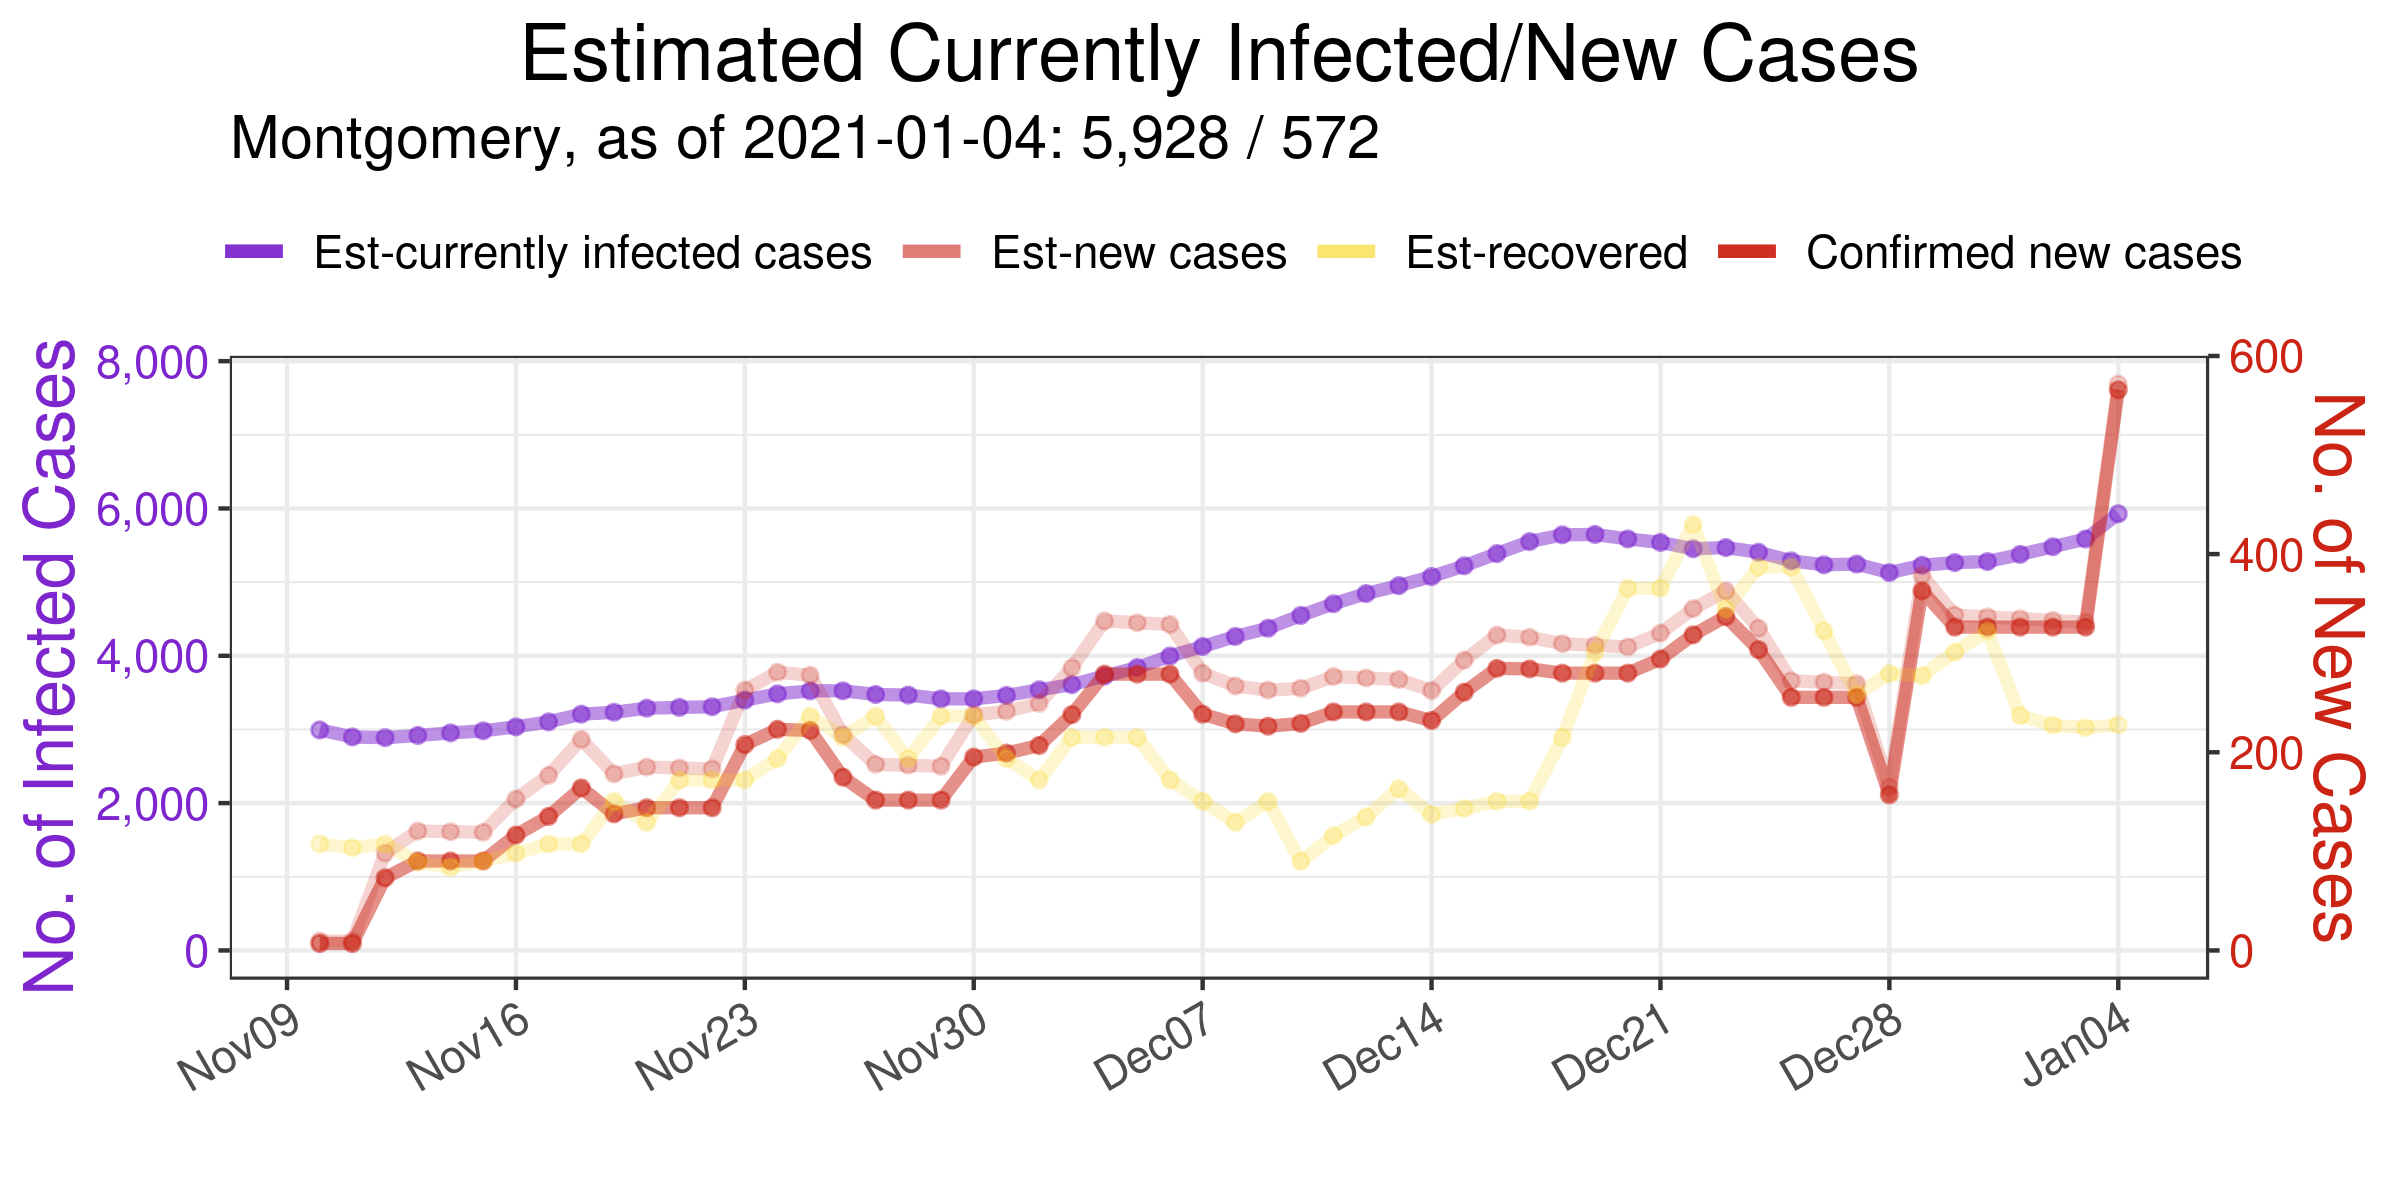 Estimated Currently Infected/New Cases
Montgomery, as of 2021-01-04: 5,928 / 572
Est-currently infected cases Est-new cases Est-recovered Confirmed new cases
No. of Infected Cases
8,000
6,000
4,000
2,000
0
600
400
200
0
No. of New Cases
Nov09 Nov16 Nov23 Nov30 Dec07 Dec14 Dec21 Dec28 Jan04